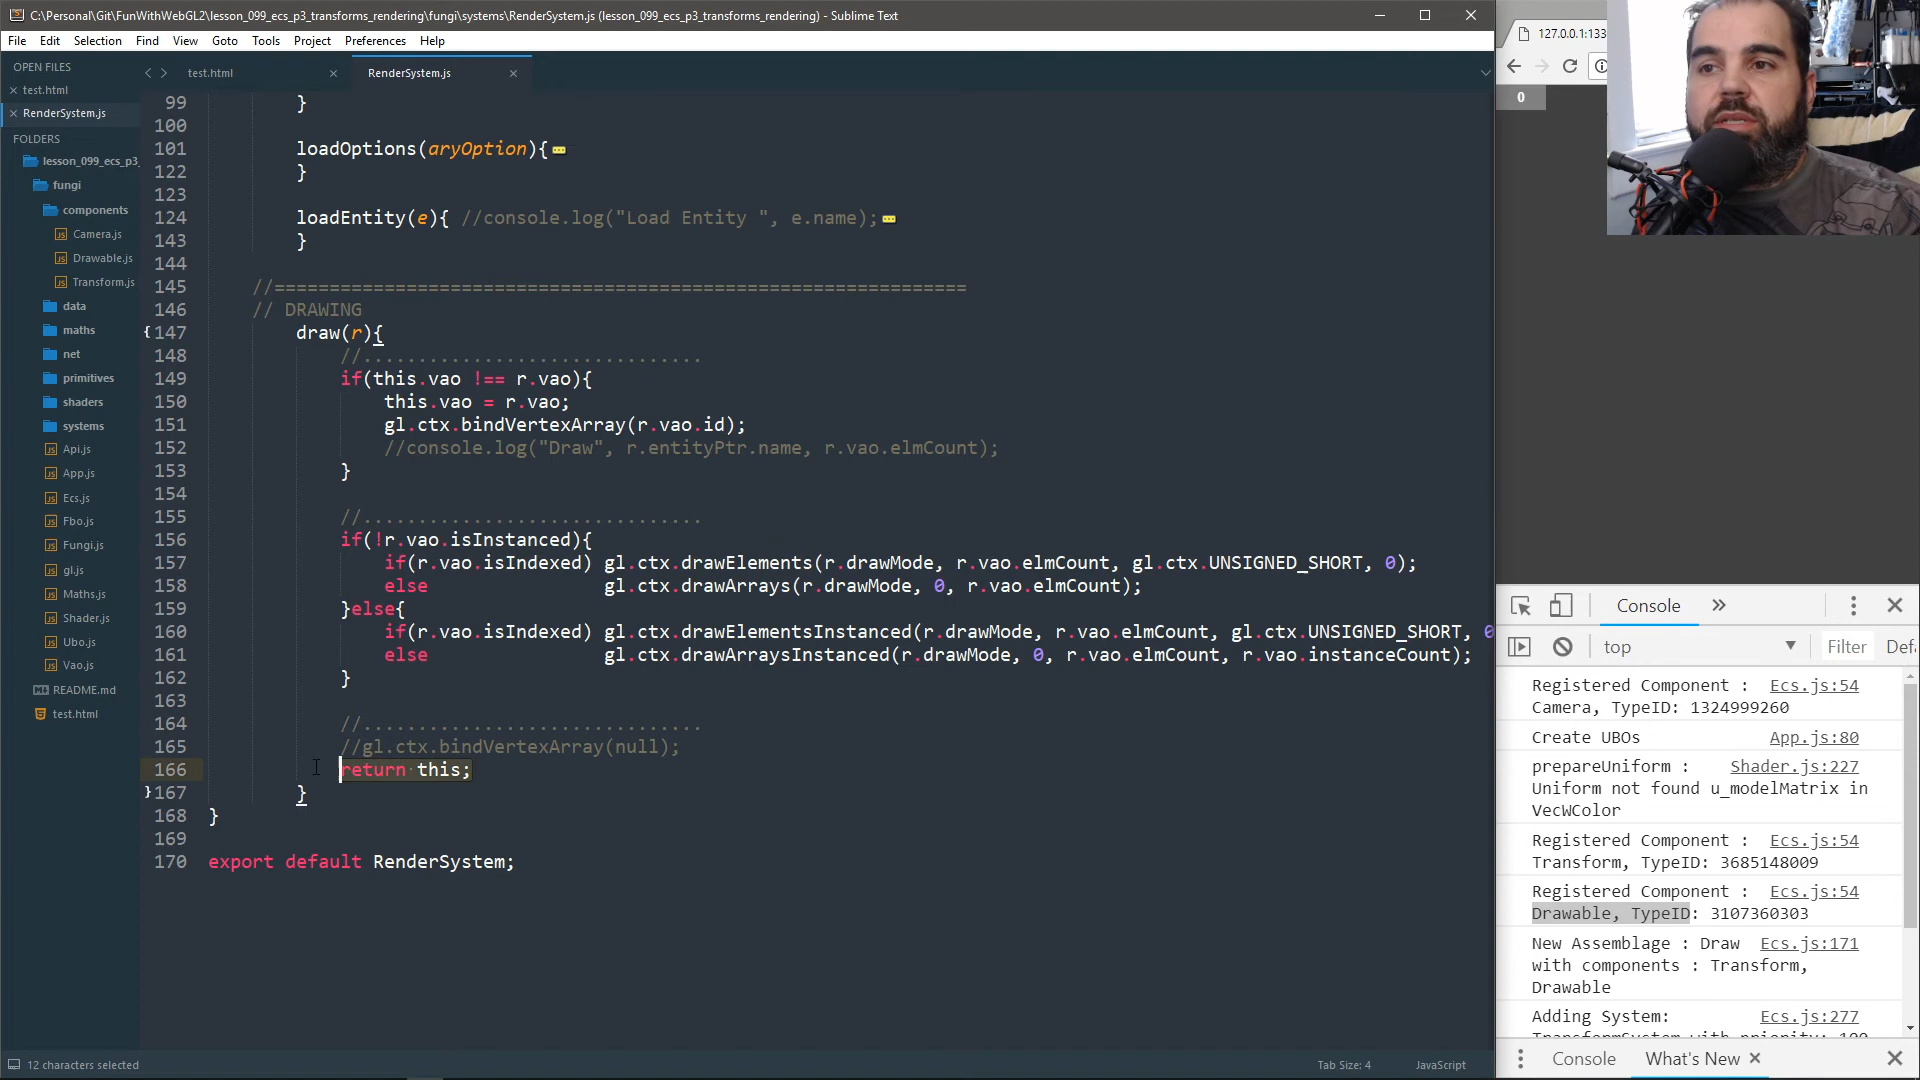 C:\Personal\Git\FunWithWebGL2\lesson_099_ecs_p3_transforms_rendering\fungi\systems\RenderSystem.js (lesson_099_ecs_p3_transforms_rendering) - Sublime Text
File Edit Selection Find View Goto Tools Project Preferences Help
OPEN FILES
test.html
RenderSystem.js
FOLDERS
lesson_099_ecs_p3_
fungi
components
Camera.js
Drawable.js
Transform.js
data
maths
net
primitives
shaders
systems
Api.js
App.js
Ecs.js
Fbo.js
Fungi.js
gl.js
Maths.js
Shader.js
Ubo.js
Vao.js
README.md
test.html
test.html
RenderSystem.js
99 }
100
101 loadOptions(aryOption){
122 }
123
124 loadEntity(e){ //console.log("Load Entity ", e.name);
143 }
144
145 //===============================================================
146 // DRAWING
147 draw(r){
148 //...............................
149 if(this.vao !== r.vao){
150 this.vao = r.vao;
151 gl.ctx.bindVertexArray(r.vao.id);
152 //console.log("Draw", r.entityPtr.name, r.vao.elmCount);
153 }
154
155 //...............................
156 if(!r.vao.isInstanced){
157 if(r.vao.isIndexed) gl.ctx.drawElements(r.drawMode, r.vao.elmCount, gl.ctx.UNSIGNED_SHORT, 0);
158 else gl.ctx.drawArrays(r.drawMode, 0, r.vao.elmCount);
159 }else{
160 if(r.vao.isIndexed) gl.ctx.drawElementsInstanced(r.drawMode, r.vao.elmCount, gl.ctx.UNSIGNED_SHORT, 0
161 else gl.ctx.drawArraysInstanced(r.drawMode, 0, r.vao.elmCount, r.vao.instanceCount);
162 }
163
164 //...............................
165 //gl.ctx.bindVertexArray(null);
166 return this;
167 }
168 }
169
170 export default RenderSystem;
12 characters selected
Tab Size: 4
JavaScript
127.0.0.1:133
0
Console
top
Filter
Defa
Registered Component : Ecs.js:54
Camera, TypeID: 1324999260
Create UBOs App.js:80
prepareUniform : Shader.js:227
Uniform not found u_modelMatrix in
VecWColor
Registered Component : Ecs.js:54
Transform, TypeID: 3685148009
Registered Component : Ecs.js:54
Drawable, TypeID: 3107360303
New Assemblage : Draw Ecs.js:171
with components : Transform,
Drawable
Adding System: Ecs.js:277
TransformSystem with priority: 100
Console What's New